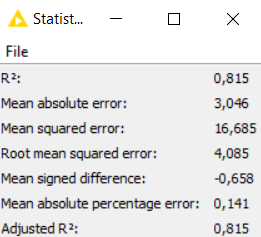 Statist...
File
R²: 0,815
Mean absolute error: 3,046
Mean squared error: 16,685
Root mean squared error: 4,085
Mean signed difference: -0,658
Mean absolute percentage error: 0,141
Adjusted R²: 0,815